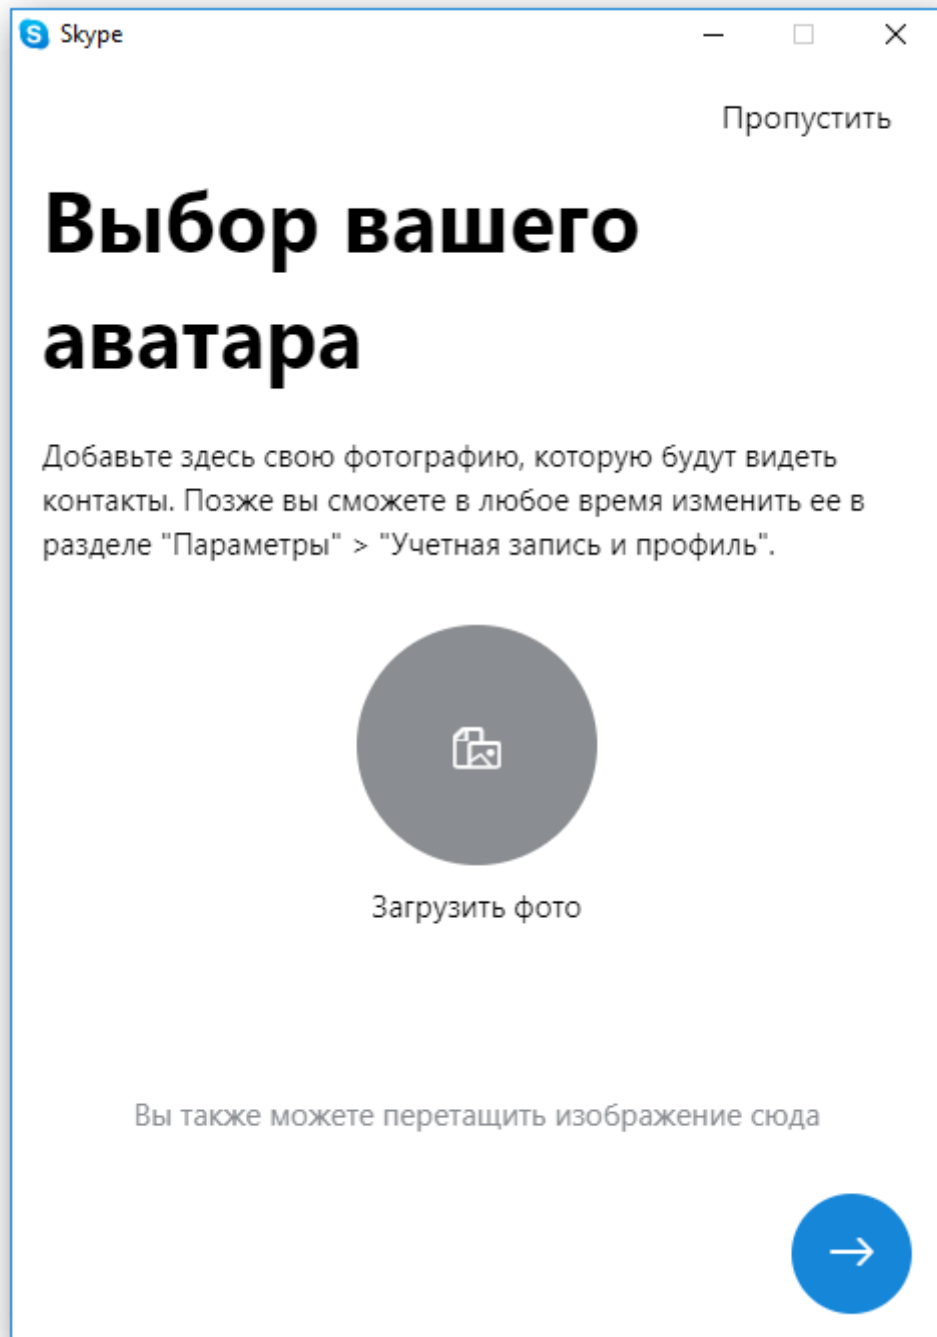 Skype
Пропустить
Выбор вашего
аватара
Добавьте здесь свою фотографию, которую будут видеть
контакты. Позже вы сможете в любое время изменить ее в
разделе "Параметры" > "Учетная запись и профиль".
Загрузить фото
Вы также можете перетащить изображение сюда